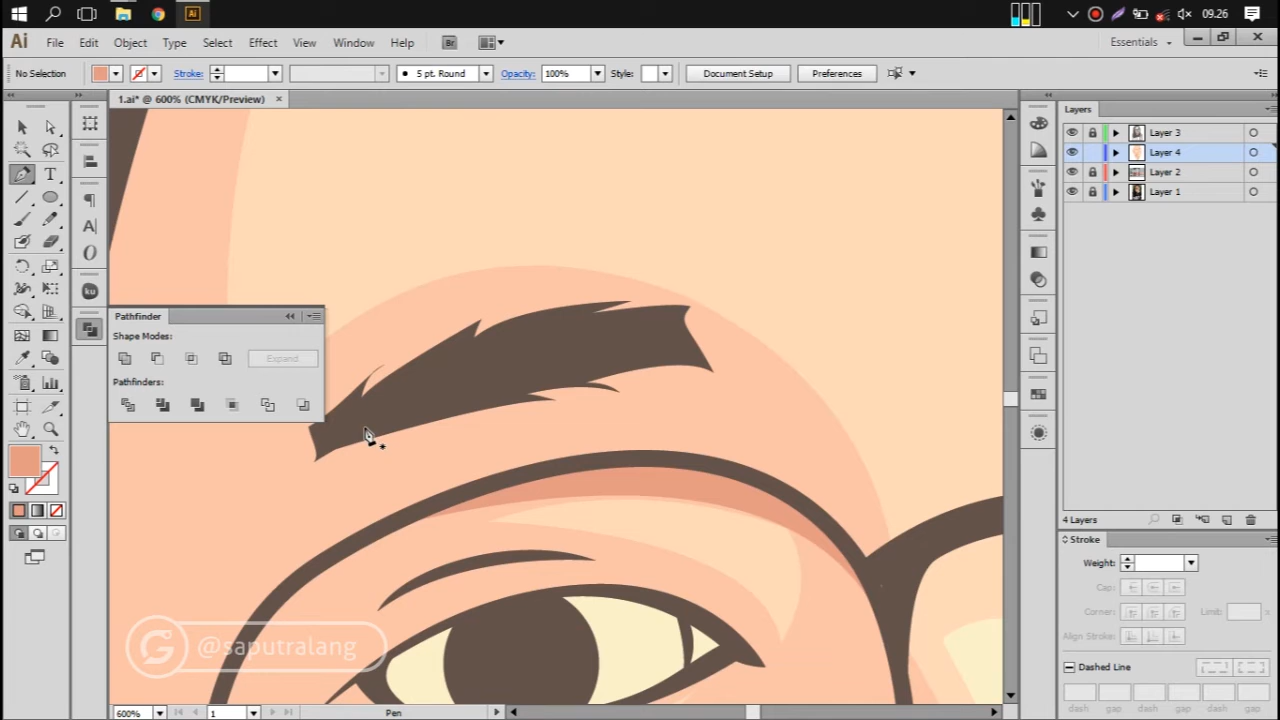 09.26
Ai File Edit Object Type Select Effect View Window Help Br Essentials
No Selection Stroke: 5 pt. Round Opacity: 100% Style: Document Setup Preferences
1.ai* @ 600% (CMYK/Preview) ×
Layers
Layer 3
Layer 4
Layer 2
Layer 1
Pathfinder
Shape Modes:
Expand
Pathfinders:
ku
4 Layers
Stroke
Weight:
Cap:
Corner: Limit: x
Align Stroke:
Dashed Line
dash gap dash gap dash gap
@saputralang
600% 1 Pen